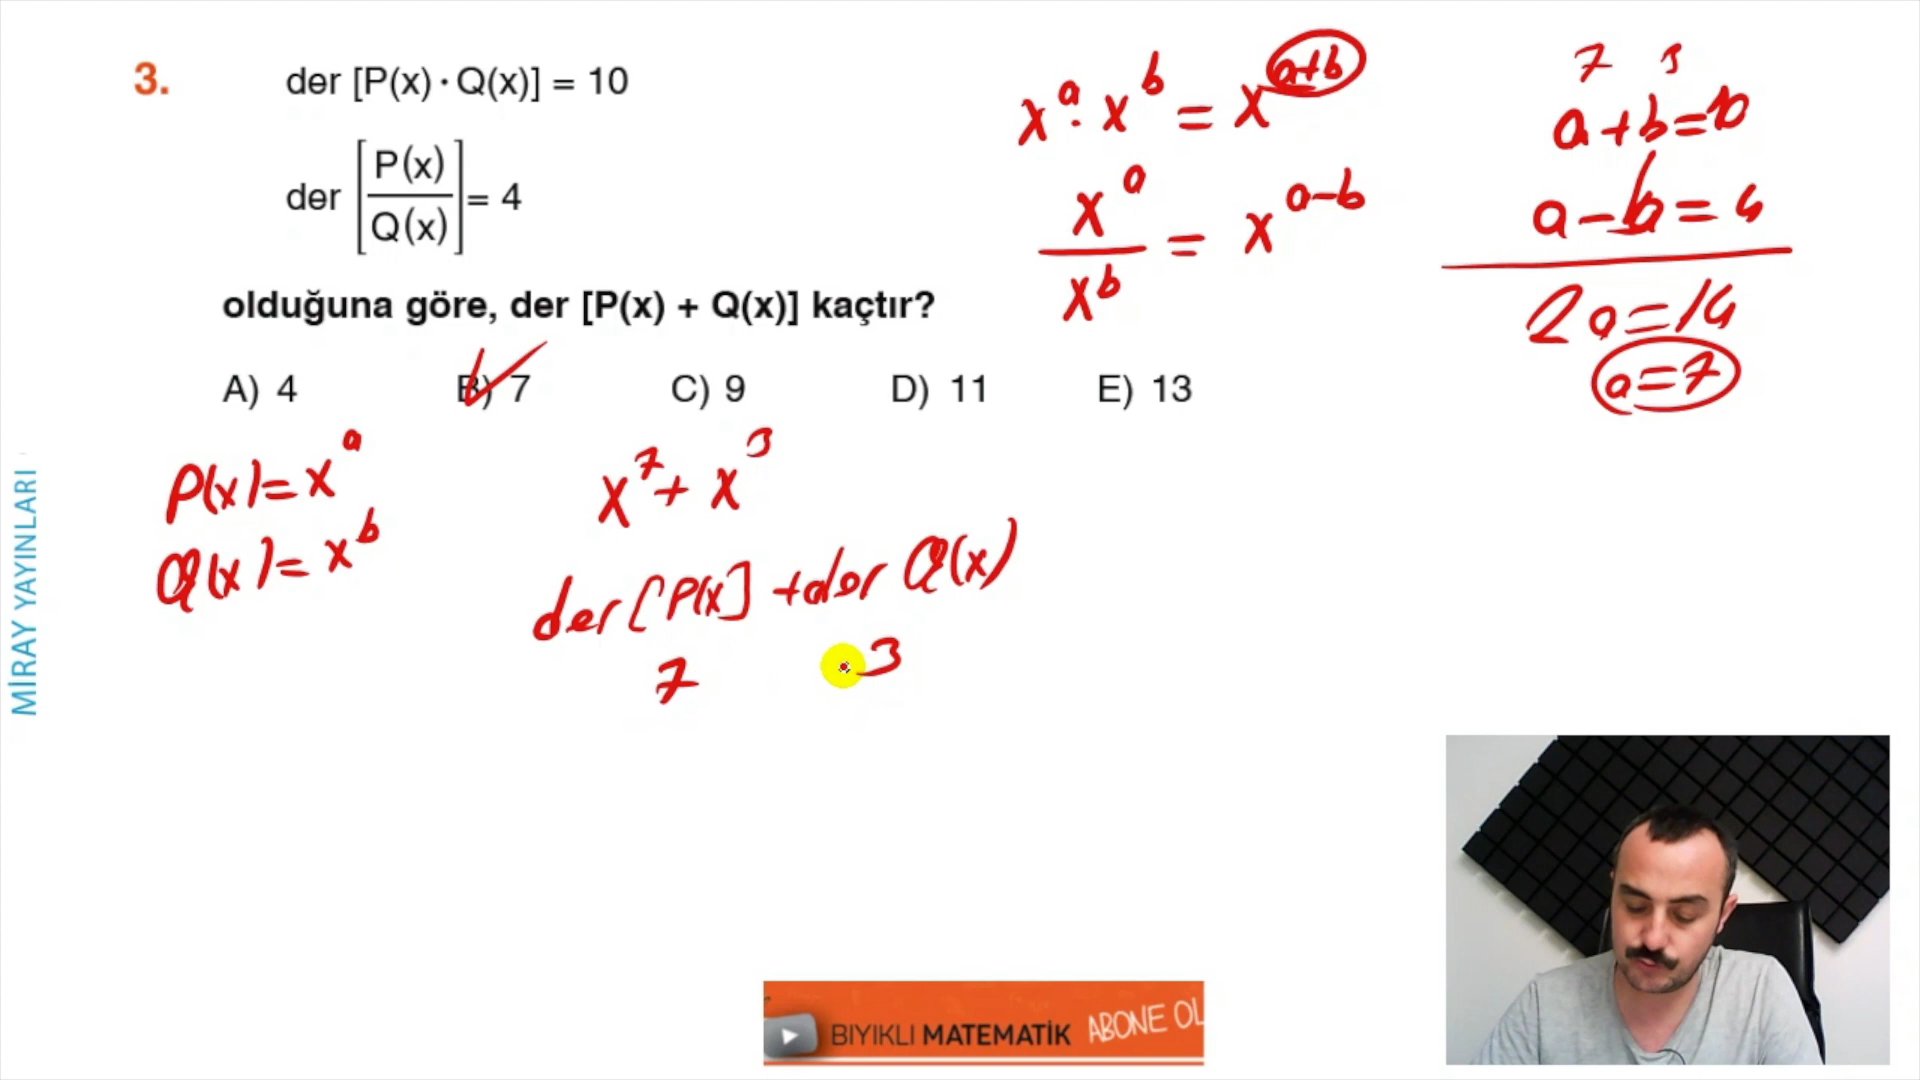 3.
der [P(x) · Q(x)] = 10
der [P(x)/Q(x)] = 4
olduğuna göre, der [P(x) + Q(x)] kaçtır?
A) 4 B) 7 C) 9 D) 11 E) 13
P(x) = x^a
Q(x) = x^b
x^7 + x^3
der [P(x] + der Q(x)
7 3
x^a · x^b = x^(a+b)
x^a/x^b = x^(a-b)
7 3
a+b=10
a-b=4
2a=14
a=7
MİRAY YAYINLARI
BIYIKLI MATEMATİK ABONE OL